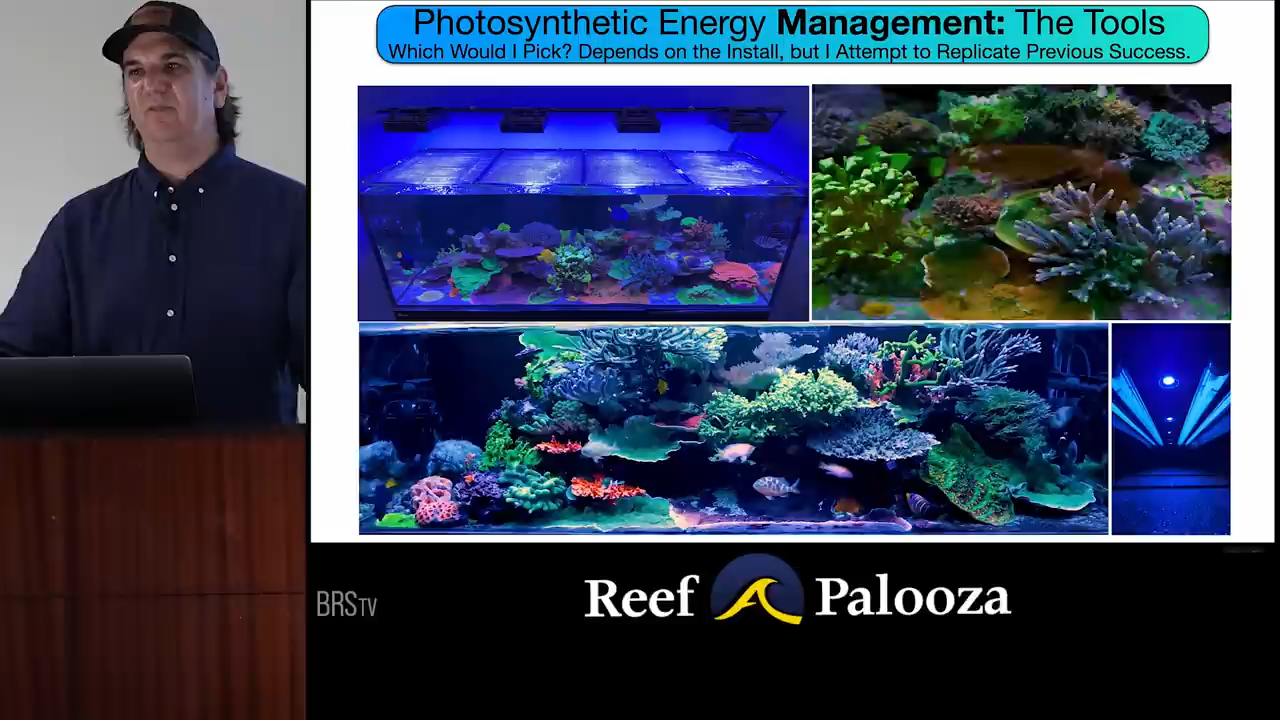 Photosynthetic Energy Management: The Tools
Which Would I Pick? Depends on the Install, but I Attempt to Replicate Previous Success.
BRSTV
Reef Palooza